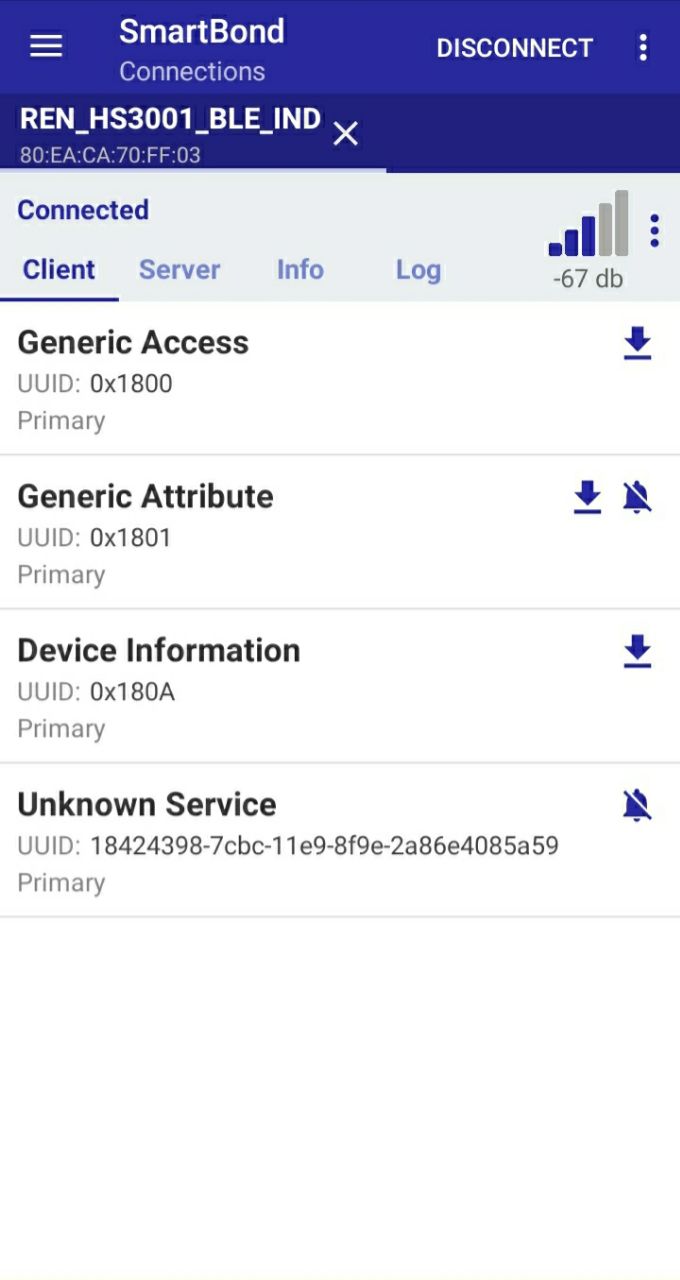 SmartBond
Connections
DISCONNECT
REN_HS3001_BLE_IND
80:EA:CA:70:FF:03
Connected
Client Server Info Log
-67 db
Generic Access
UUID: 0x1800
Primary
Generic Attribute
UUID: 0x1801
Primary
Device Information
UUID: 0x180A
Primary
Unknown Service
UUID: 18424398-7cbc-11e9-8f9e-2a86e4085a59
Primary